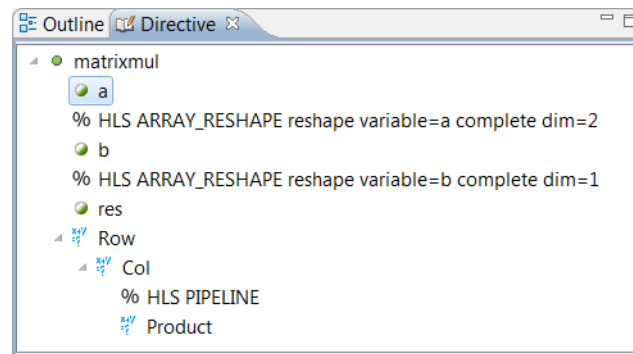 Outline Directive
matrixmul
a
% HLS ARRAY_RESHAPE reshape variable=a complete dim=2
b
% HLS ARRAY_RESHAPE reshape variable=b complete dim=1
res
Row
Col
% HLS PIPELINE
Product